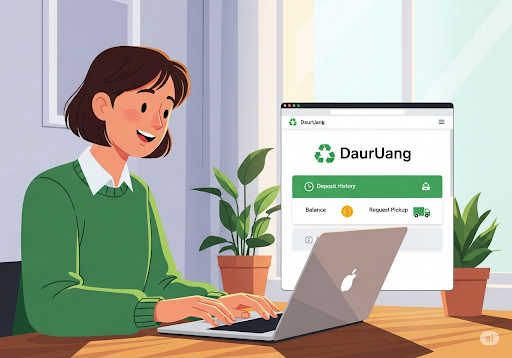 DaurUang
DaurUang
Deposit History
Balance
Request Pickup